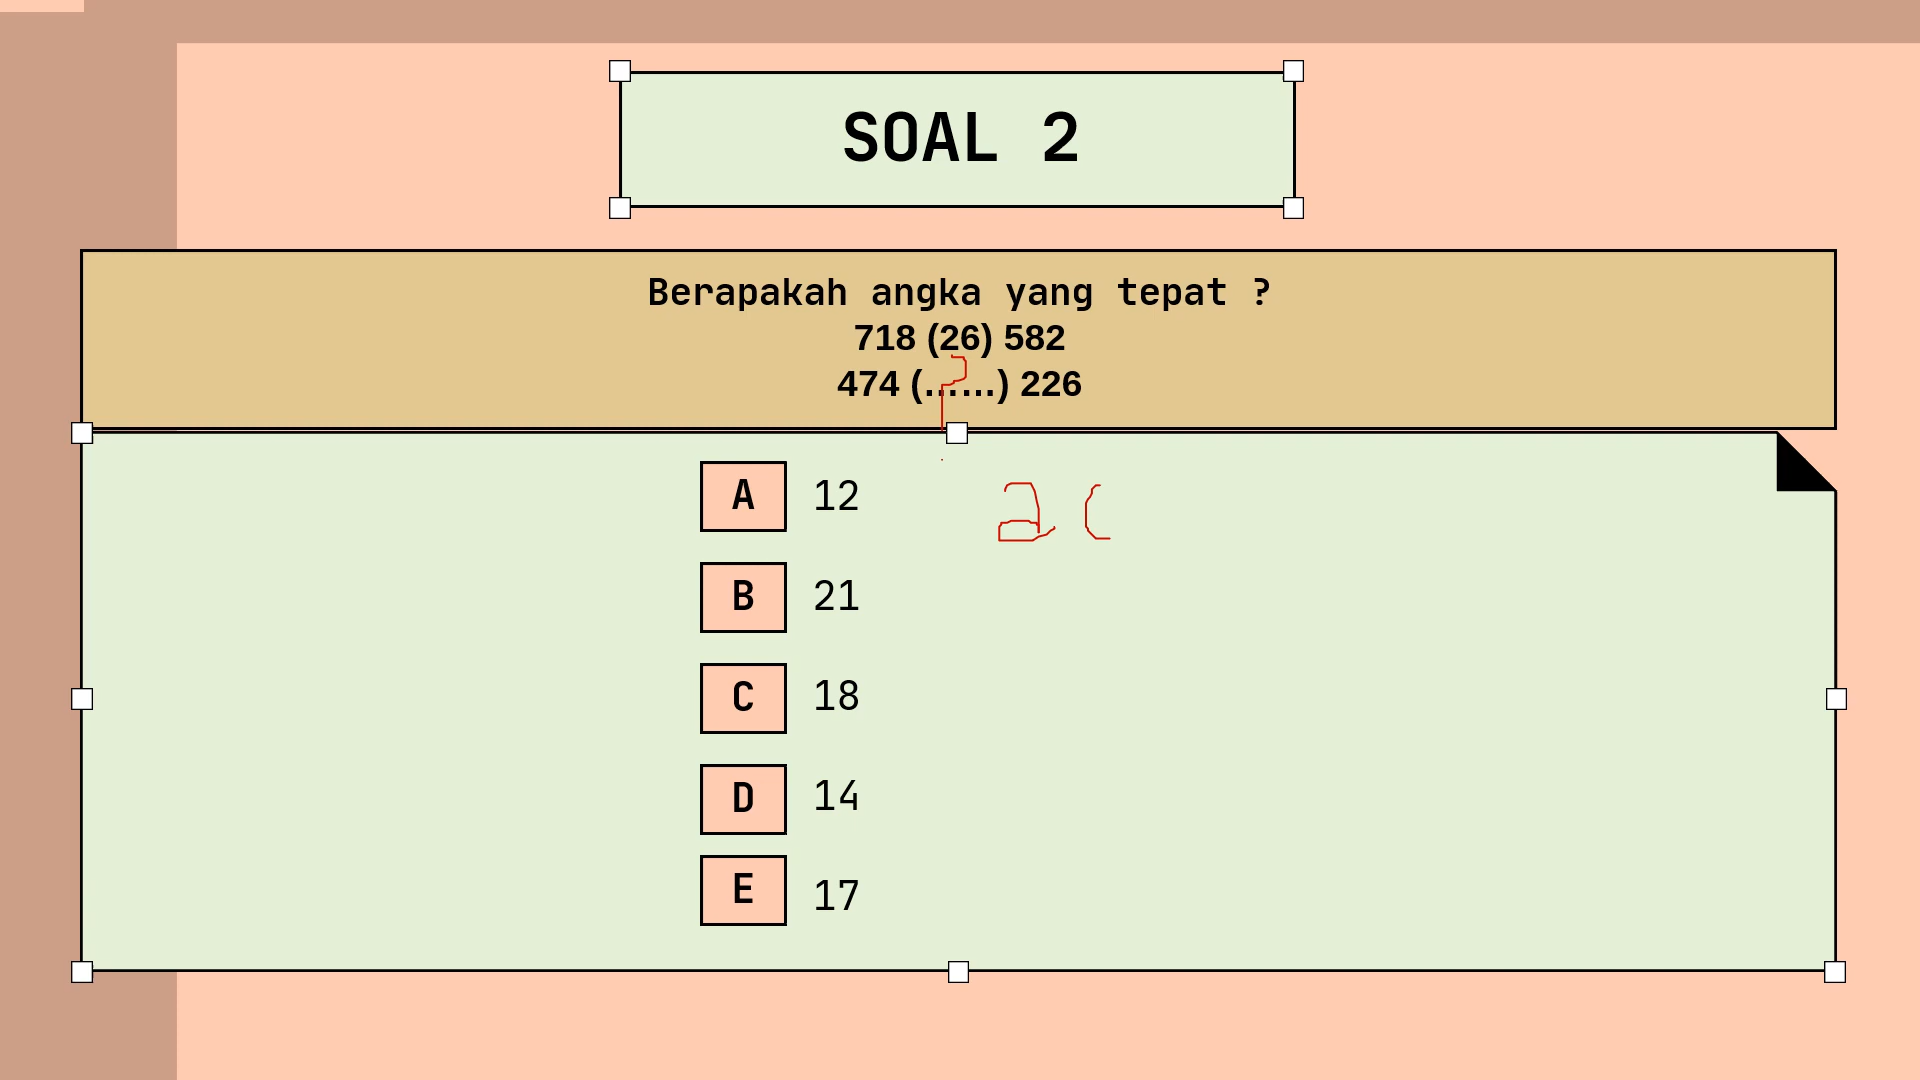 SOAL 2
Berapakah angka yang tepat ?
718 (26) 582
474 (......) 226
A 12
B 21
C 18
D 14
E 17